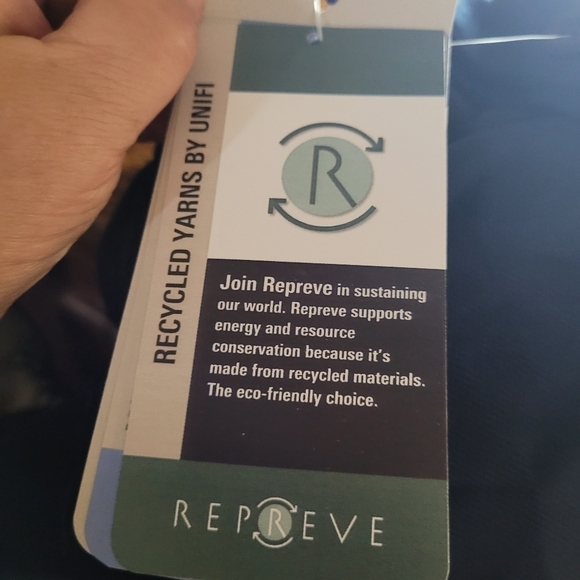 RECYCLED YARNS BY UNIFI
R
Join Repreve in sustaining
our world. Repreve supports
energy and resource
conservation because it's
made from recycled materials.
The eco-friendly choice.
REPREVE